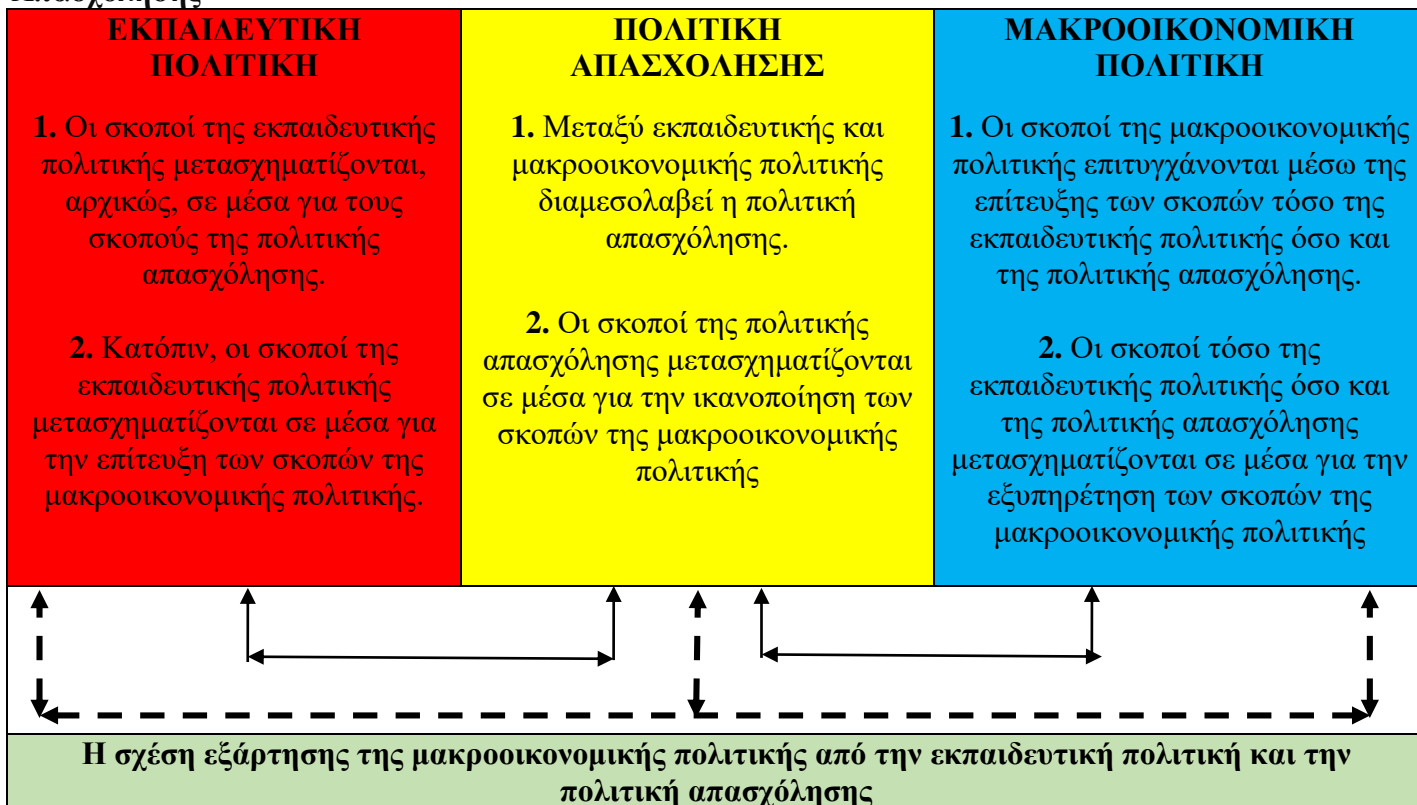 ΕΚΠΑΙΔΕΥΤΙΚΗ
ΠΟΛΙΤΙΚΗ
1. Οι σκοποί της εκπαιδευτικής
πολιτικής μετασχηματίζονται,
αρχικώς, σε μέσα για τους
σκοπούς της πολιτικής
απασχόλησης.
2. Κατόπιν, οι σκοποί της
εκπαιδευτικής πολιτικής
μετασχηματίζονται σε μέσα για
την επίτευξη των σκοπών της
μακροοικονομικής πολιτικής.
ΠΟΛΙΤΙΚΗ
ΑΠΑΣΧΟΛΗΣΗΣ
1. Μεταξύ εκπαιδευτικής και
μακροοικονομικής πολιτικής
διαμεσολαβεί η πολιτική
απασχόλησης.
2. Οι σκοποί της πολιτικής
απασχόλησης μετασχηματίζονται
σε μέσα για την ικανοποίηση των
σκοπών της μακροοικονομικής
πολιτικής
ΜΑΚΡΟΟΙΚΟΝΟΜΙΚΗ
ΠΟΛΙΤΙΚΗ
1. Οι σκοποί της μακροοικονομικής
πολιτικής επιτυγχάνονται μέσω της
επίτευξης των σκοπών τόσο της
εκπαιδευτικής πολιτικής όσο και
της πολιτικής απασχόλησης.
2. Οι σκοποί τόσο της
εκπαιδευτικής πολιτικής όσο και
της πολιτικής απασχόλησης
μετασχηματίζονται σε μέσα για την
εξυπηρέτηση των σκοπών της
μακροοικονομικής πολιτικής
Η σχέση εξάρτησης της μακροοικονομικής πολιτικής από την εκπαιδευτική πολιτική και την
πολιτική απασχόλησης